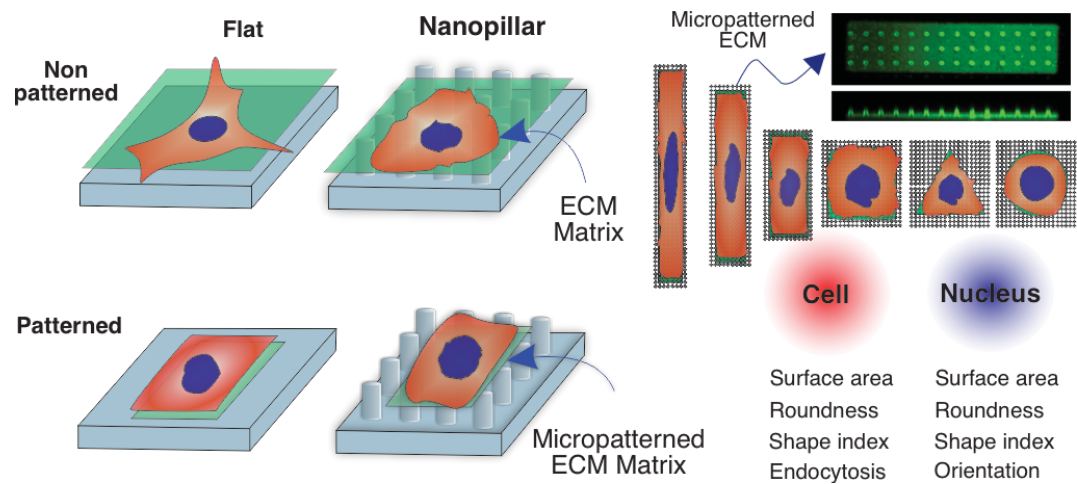 Flat
Nanopillar
Non
patterned
ECM
Matrix
Patterned
Micropatterned
ECM Matrix
Micropatterned
ECM
Cell
Nucleus
Surface area
Roundness
Shape index
Endocytosis
Surface area
Roundness
Shape index
Orientation